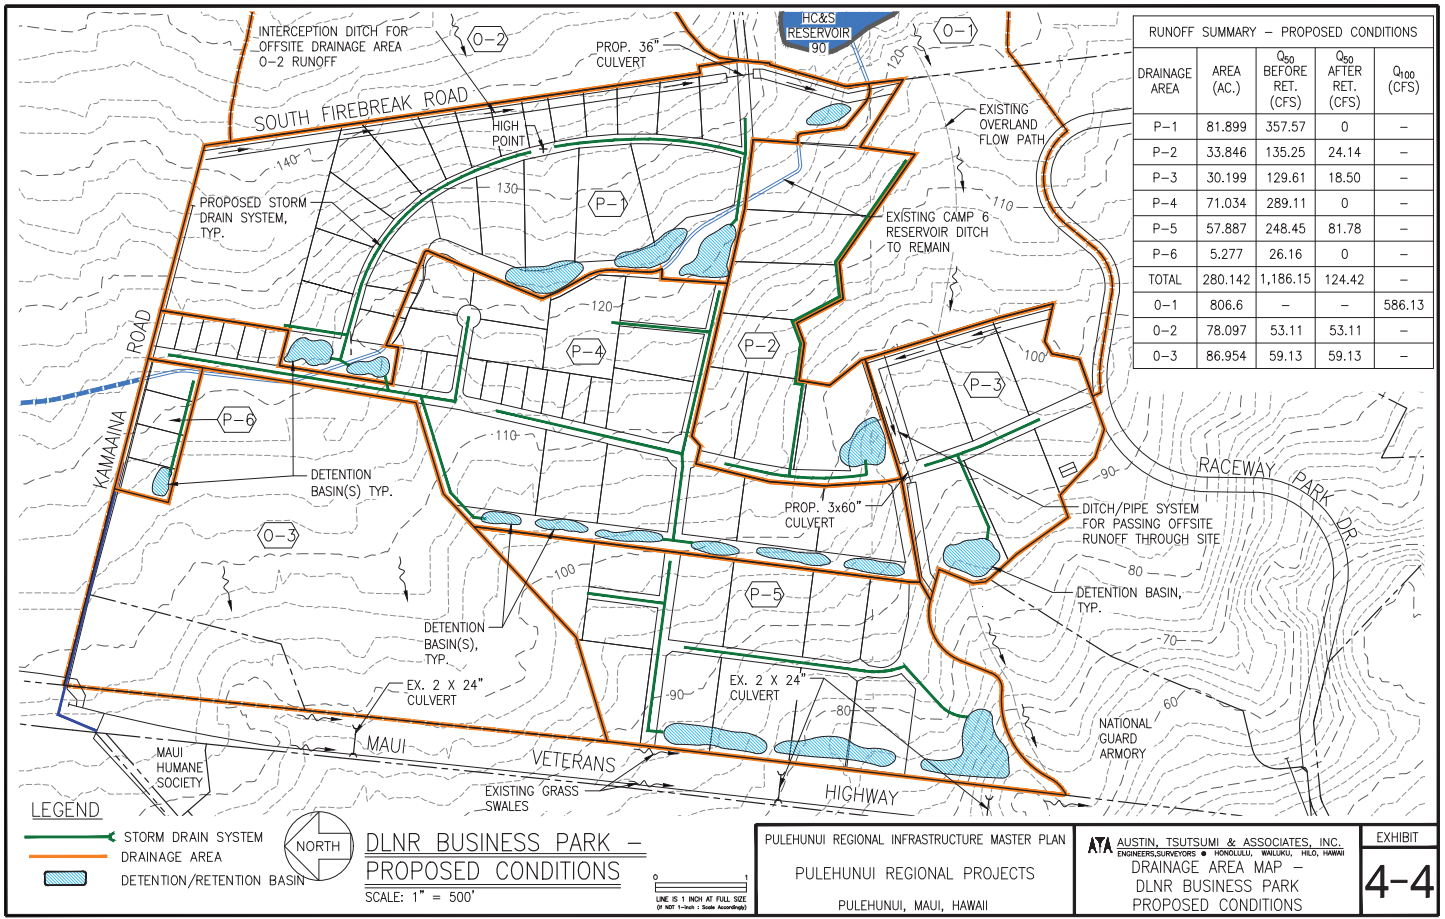 INTERCEPTION DITCH FOR
OFFSITE DRAINAGE AREA
O-2 RUNOFF
O-2
PROP. 36"
CULVERT
HC&S
RESERVOIR
90
120
O-1
SOUTH FIREBREAK ROAD
HIGH
POINT
140
130
PROPOSED STORM
DRAIN SYSTEM,
TYP.
P-1
EXISTING
OVERLAND
FLOW PATH
110
EXISTING CAMP 6
RESERVOIR DITCH
TO REMAIN
RUNOFF SUMMARY – PROPOSED CONDITIONS
DRAINAGE AREA | AREA (AC.) | Q50 BEFORE RET. (CFS) | Q50 AFTER RET. (CFS) | Q100 (CFS)
P-1 81.899 357.57 0 –
P-2 33.846 135.25 24.14 –
P-3 30.199 129.61 18.50 –
P-4 71.034 289.11 0 –
P-5 57.887 248.45 81.78 –
P-6 5.277 26.16 0 –
TOTAL 280.142 1,186.15 124.42 –
O-1 806.6 – – 586.13
O-2 78.097 53.11 53.11 –
O-3 86.954 59.13 59.13 –
120
P-4
P-2
100
P-3
KAMAAINA ROAD
P-6
110
DETENTION
BASIN(S) TYP.
90
RACEWAY PARK DR
PROP. 3x60"
CULVERT
DITCH/PIPE SYSTEM
FOR PASSING OFFSITE
RUNOFF THROUGH SITE
O-3
100
80
P-5
DETENTION BASIN,
TYP.
DETENTION
BASIN(S),
TYP.
70
EX. 2 X 24"
CULVERT
90
EX. 2 X 24"
CULVERT
80
60
NATIONAL
GUARD
ARMORY
MAUI
HUMANE
SOCIETY
MAUI VETERANS HIGHWAY
EXISTING GRASS
SWALES
LEGEND
STORM DRAIN SYSTEM
DRAINAGE AREA
DETENTION/RETENTION BASIN
NORTH
DLNR BUSINESS PARK –
PROPOSED CONDITIONS
SCALE: 1" = 500'
0 1
LINE IS 1 INCH AT FULL SIZE
(IF NOT 1-Inch : Scale Accordingly)
PULEHUNUI REGIONAL INFRASTRUCTURE MASTER PLAN
PULEHUNUI REGIONAL PROJECTS
PULEHUNUI, MAUI, HAWAII
ATA AUSTIN, TSUTSUMI & ASSOCIATES, INC.
ENGINEERS,SURVEYORS • HONOLULU, WAILUKU, HILO, HAWAII
DRAINAGE AREA MAP –
DLNR BUSINESS PARK
PROPOSED CONDITIONS
EXHIBIT
4-4